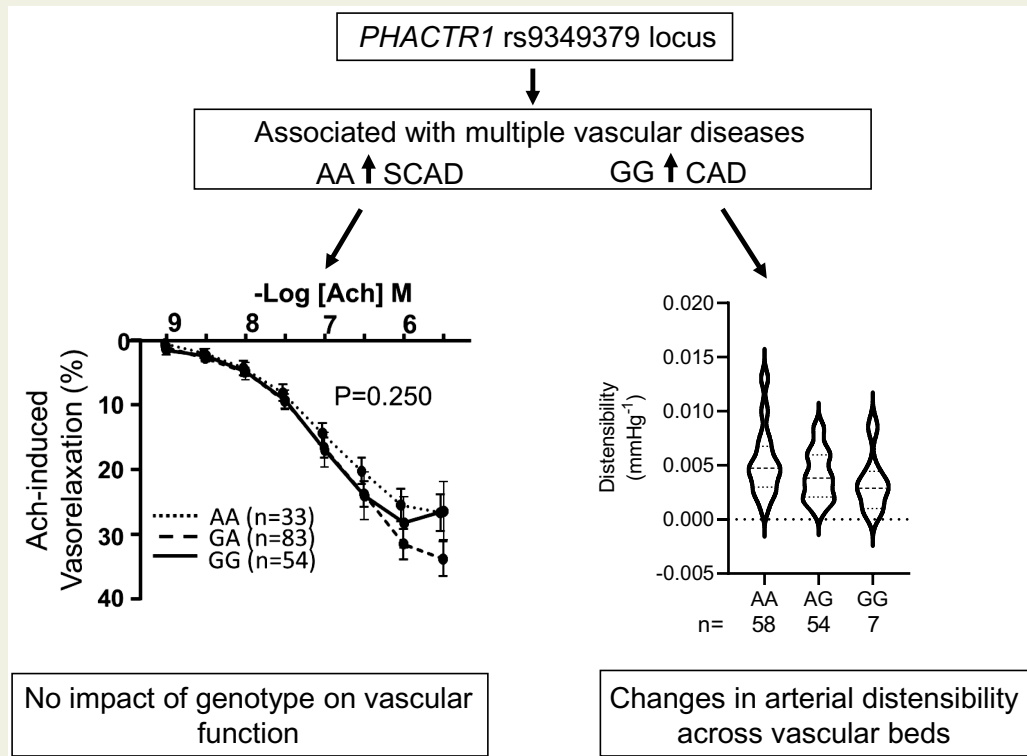 PHACTR1 rs9349379 locus
Associated with multiple vascular diseases
AA ↑ SCAD GG ↑ CAD
-Log [Ach] M
9 8 7 6
0
10
20
30
40
Ach-induced
Vasorelaxation (%)
P=0.250
AA (n=33)
GA (n=83)
GG (n=54)
Distensibility
(mmHg⁻¹)
0.020
0.015
0.010
0.005
0.000
-0.005
AA AG GG
n= 58 54 7
No impact of genotype on vascular
function
Changes in arterial distensibility
across vascular beds